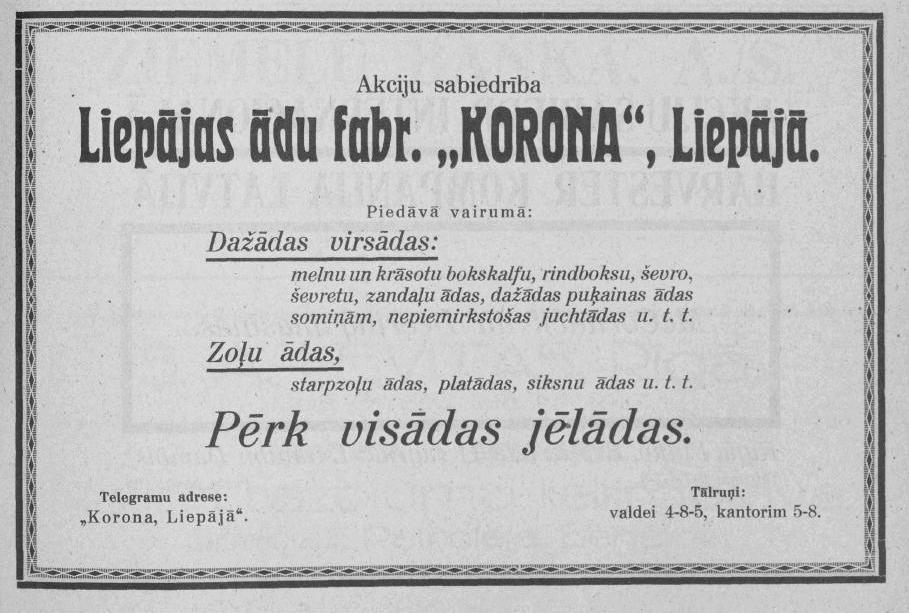 Akciju sabiedrība
Liepājas ādu fabr. „KORONA“, Liepājā.
Piedāvā vairumā:
Dažādas virsādas:
melnu un krāsotu bokskalfu, rindboksu, ševro,
ševretu, zandaļu ādas, dažādas puķainas ādas
somiņām, nepiemirkstošas juchtādas u. t. t.
Zoļu ādas,
starpzoļu ādas, platādas, siksnu ādas u. t. t.
Pērk visādas jēlādas.
Telegramu adrese:
„Korona, Liepājā“.
Tālruņi:
valdei 4-8-5, kantorim 5-8.